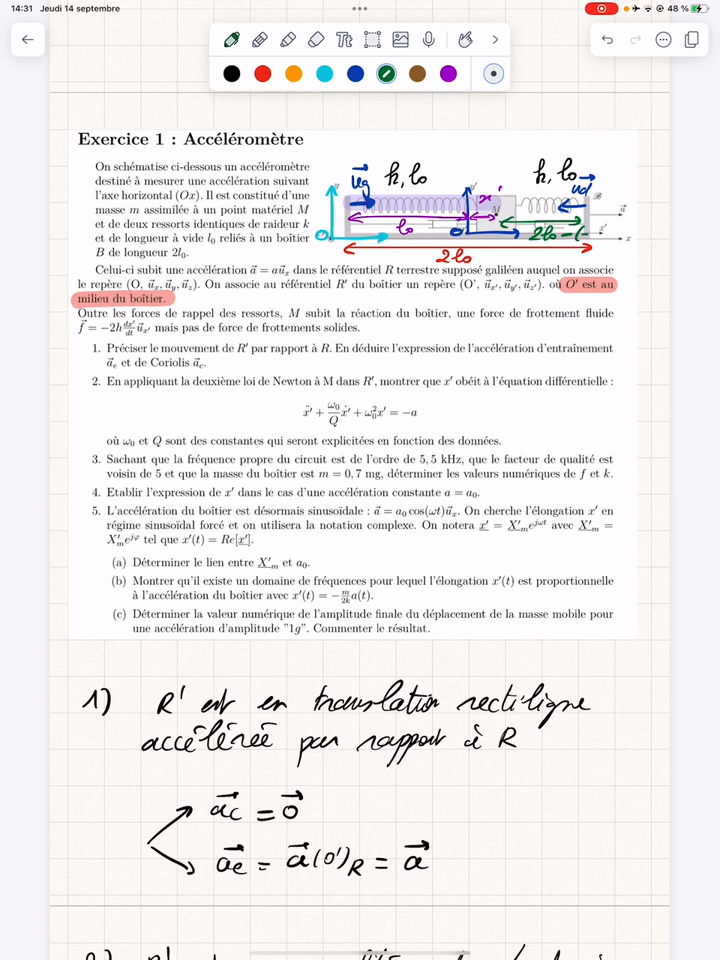 14:31 Jeudi 14 septembre
48 %
Tt
Exercice 1 : Accéléromètre
On schématise ci-dessous un accéléromètre
destiné à mesurer une accélération suivant
l'axe horizontal (Ox). Il est constitué d'une
masse m assimilée à un point matériel M
et de deux ressorts identiques de raideur k
et de longueur à vide l₀ reliés à un boîtier
B de longueur 2l₀.
u⃗g k, l₀ k, l₀ u⃗d
x' M B
l₀ 2l₀ - l
O O' a⃗ x' x
2l₀
Celui-ci subit une accélération a⃗ = au⃗ₓ dans le référentiel R terrestre supposé galiléen auquel on associe
le repère (O, u⃗ₓ, u⃗y, u⃗z). On associe au référentiel R' du boîtier un repère (O', u⃗ₓ', u⃗y', u⃗z'). où O' est au
milieu du boîtier.
Outre les forces de rappel des ressorts, M subit la réaction du boîtier, une force de frottement fluide
f⃗ = −2h dx'/dt u⃗ₓ' mais pas de force de frottements solides.
1. Préciser le mouvement de R' par rapport à R. En déduire l'expression de l'accélération d'entraînement
a⃗ₑ et de Coriolis a⃗c.
2. En appliquant la deuxième loi de Newton à M dans R', montrer que x' obéit à l'équation différentielle :
ẍ' + ω₀/Q ẋ' + ω₀²x' = −a
où ω₀ et Q sont des constantes qui seront explicitées en fonction des données.
3. Sachant que la fréquence propre du circuit est de l'ordre de 5, 5 kHz, que le facteur de qualité est
voisin de 5 et que la masse du boîtier est m = 0, 7 mg, déterminer les valeurs numériques de f et k.
4. Etablir l'expression de x' dans le cas d'une accélération constante a = a₀.
5. L'accélération du boîtier est désormais sinusoïdale : a⃗ = a₀ cos(ωt)u⃗ₓ. On cherche l'élongation x' en
régime sinusoïdal forcé et on utilisera la notation complexe. On notera x' = X'ₘe^{jωt} avec X'ₘ =
X'ₘe^{jφ} tel que x'(t) = Re[x'].
(a) Déterminer le lien entre X'ₘ et a₀.
(b) Montrer qu'il existe un domaine de fréquences pour lequel l'élongation x'(t) est proportionnelle
à l'accélération du boîtier avec x'(t) = −m/2k a(t).
(c) Déterminer la valeur numérique de l'amplitude finale du déplacement de la masse mobile pour
une accélération d'amplitude "1g". Commenter le résultat.
1) R' est en translation rectiligne
accélérée par rapport à R
a⃗c = 0⃗
a⃗e = a⃗(O')R = a⃗